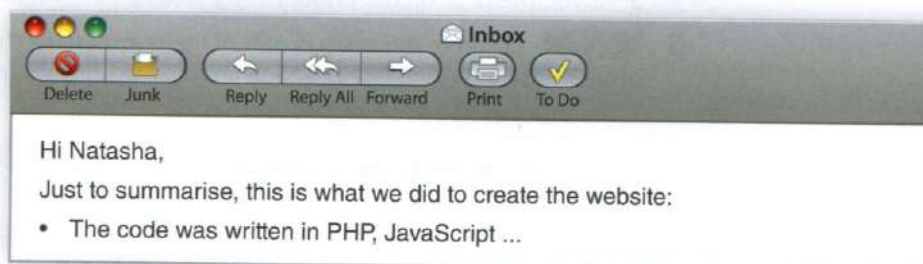 Inbox
Delete Junk Reply Reply All Forward Print To Do
Hi Natasha,
Just to summarise, this is what we did to create the website:
• The code was written in PHP, JavaScript ...